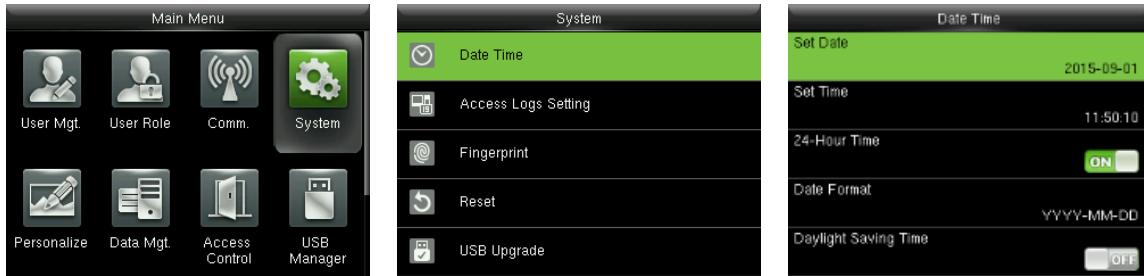 Main Menu
User Mgt.
User Role
Comm.
System
Personalize
Data Mgt.
Access
Control
USB
Manager
System
Date Time
Access Logs Setting
Fingerprint
Reset
USB Upgrade
Date Time
Set Date
2015-09-01
Set Time
11:50:10
24-Hour Time
ON
Date Format
YYYY-MM-DD
Daylight Saving Time
OFF